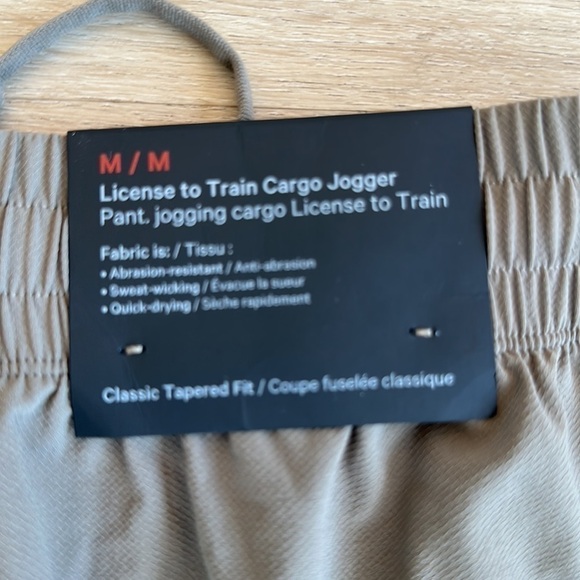 M / M
License to Train Cargo Jogger
Pant. jogging cargo License to Train
Fabric is: / Tissu :
• Abrasion-resistant / Anti-abrasion
• Sweat-wicking / Évacue la sueur
• Quick-drying / Sèche rapidement
Classic Tapered Fit / Coupe fuselée classique